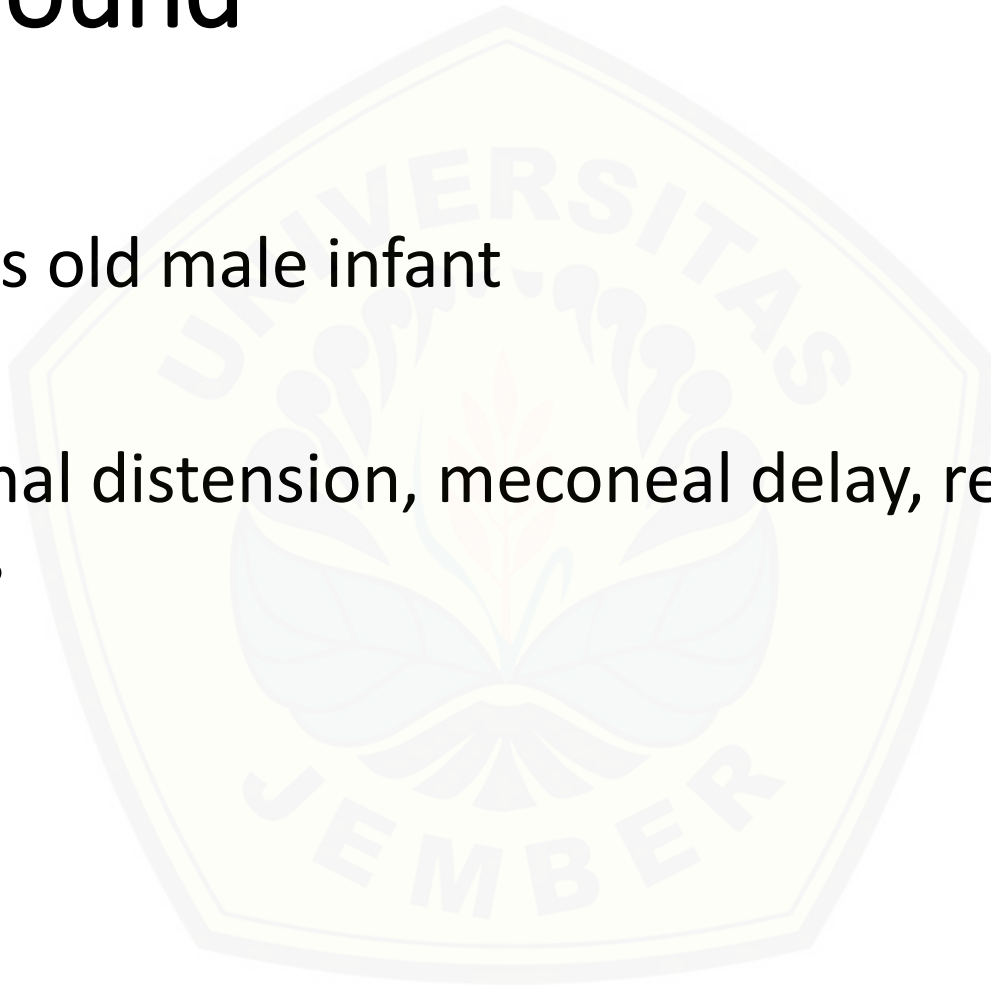 ound
s old male infant
nal distension, meconeal delay, re
UNIVERSITAS
JEMBER